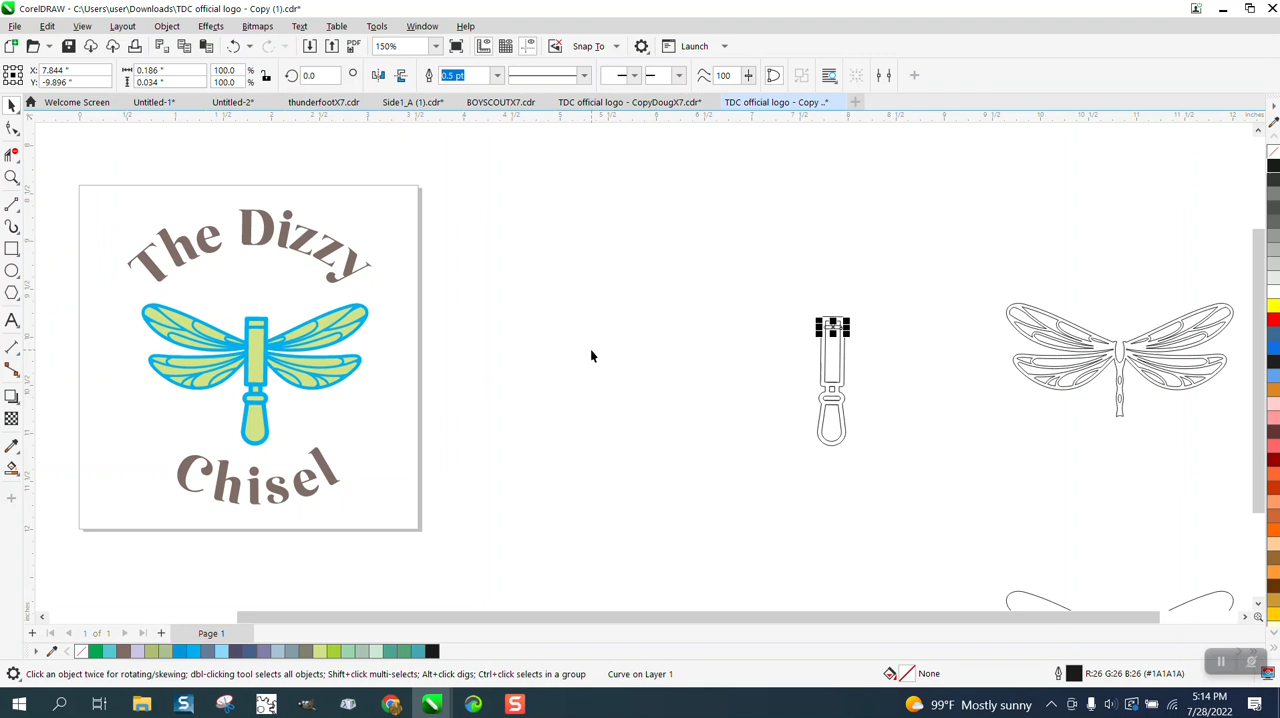 CorelDRAW - C:\Users\user\Downloads\TDC official logo - Copy (1).cdr*
File Edit View Layout Object Effects Bitmaps Text Table Tools Window Help
PDF 150% Snap To Launch
X: 7.844 " 0.186 " 100.0 % 0.0 0.5 pt 100
Y: -9.896 " 0.034 " 100.0 %
Welcome Screen Untitled-1* Untitled-2* thunderfootX7.cdr Side1_A (1).cdr* BOYSCOUTX7.cdr TDC official logo - CopyDougX7.cdr* TDC official logo - Copy ..*
The Dizzy
Chisel
1 of 1 Page 1
Click an object twice for rotating/skewing; dbl-clicking tool selects all objects; Shift+click multi-selects; Alt+click digs; Ctrl+click selects in a group Curve on Layer 1 None R:26 G:26 B:26 (#1A1A1A)
99°F Mostly sunny 5:14 PM
7/28/2022